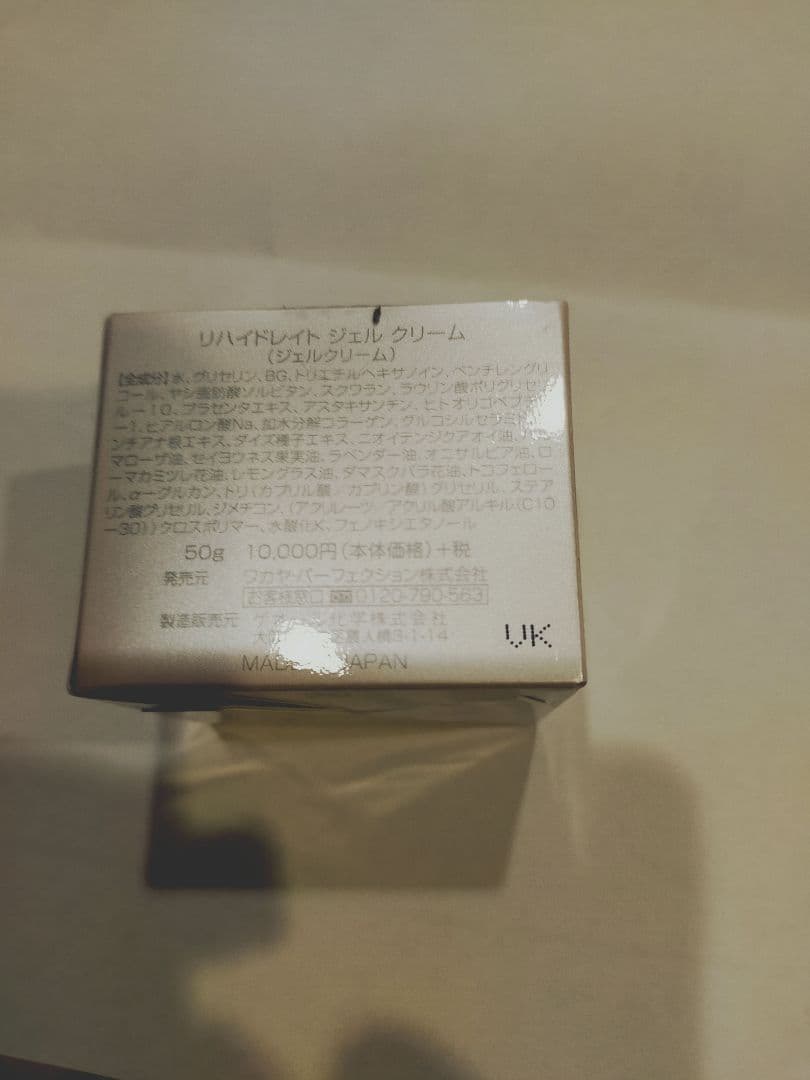 リハイドレイト ジェル クリーム
(ジェルクリーム)
【全成分】水、グリセリン、BG、トリエチルヘキサノイン、ペンチレングリ
コール、ヤシ脂肪酸ソルビタン、スクワラン、ラウリン酸ポリグリセリ
ル－10、プラセンタエキス、アスタキサンチン、ヒトオリゴペプチド
－1、ヒアルロン酸Na、加水分解コラーゲン、グルコシルセラミド、
ンチアナ根エキス、ダイズ種子エキス、ニオイテンジクアオイ油、
マローザ油、セイヨウネズ果実油、ラベンダー油、オニサルビア油、ロ
ーマカミツレ花油、レモングラス油、ダマスクバラ花油、トコフェロー
ル、α－グルカン、トリ(カプリル酸/カプリン酸)グリセリル、ステア
リン酸グリセリル、ジメチコン、(アクリレーツ/アクリル酸アルキル(C10
－30))クロスポリマー、水酸化K、フェノキシエタノール
50g 10,000円(本体価格)+税
発売元 ワカヤ・パーフェクション株式会社
お客様窓口 0120-790-563
製造販売元 化学株式会社
農人橋3-1-14
UK
MADE JAPAN